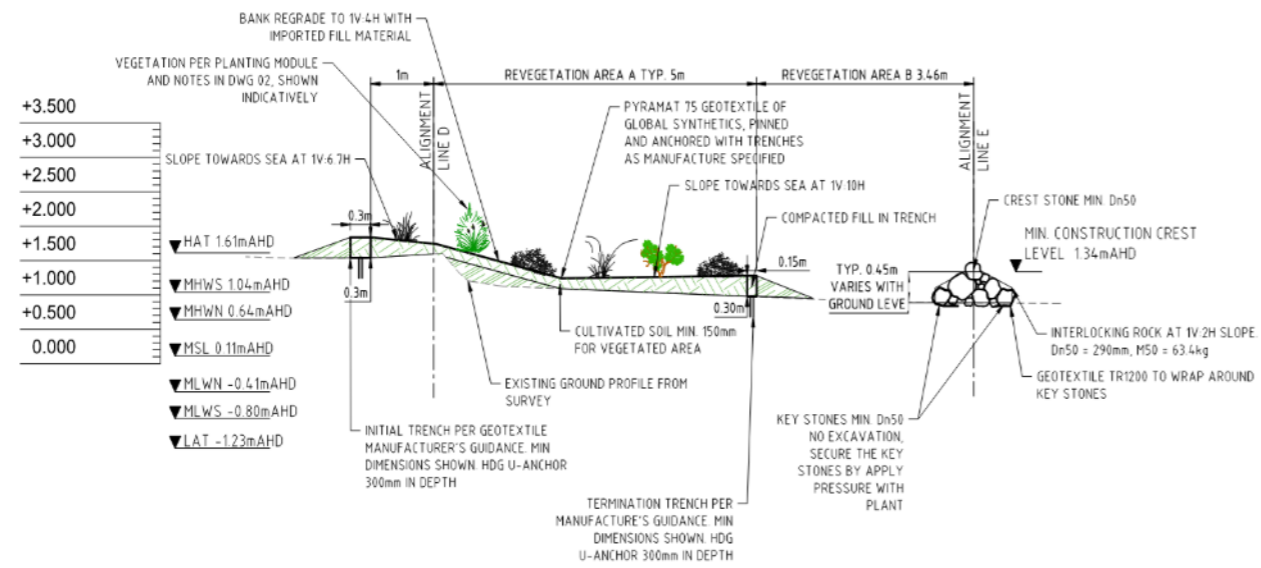 BANK REGRADE TO 1V:4H WITH
IMPORTED FILL MATERIAL
VEGETATION PER PLANTING MODULE
AND NOTES IN DWG 02, SHOWN
INDICATIVELY
1m
REVEGETATION AREA A TYP. 5m
REVEGETATION AREA B 3.46m
+3.500
+3.000
+2.500
+2.000
+1.500
+1.000
+0.500
0.000
SLOPE TOWARDS SEA AT 1V:6.7H
ALIGNMENT
LINE D
PYRAMAT 75 GEOTEXTILE OF
GLOBAL SYNTHETICS, PINNED
AND ANCHORED WITH TRENCHES
AS MANUFACTURE SPECIFIED
SLOPE TOWARDS SEA AT 1V:10H
COMPACTED FILL IN TRENCH
ALIGNMENT
LINE E
CREST STONE MIN. Dn50
MIN. CONSTRUCTION CREST
LEVEL 1.34mAHD
0.3m
0.3m
0.15m
0.30m
TYP. 0.45m
VARIES WITH
GROUND LEVE
HAT 1.61mAHD
MHWS 1.04mAHD
MHWN 0.64mAHD
MSL 0.11mAHD
MLWN -0.41mAHD
MLWS -0.80mAHD
LAT -1.23mAHD
CULTIVATED SOIL MIN. 150mm
FOR VEGETATED AREA
EXISTING GROUND PROFILE FROM
SURVEY
INTERLOCKING ROCK AT 1V:2H SLOPE.
Dn50 = 290mm, M50 = 63.4kg
GEOTEXTILE TR1200 TO WRAP AROUND
KEY STONES
INITIAL TRENCH PER GEOTEXTILE
MANUFACTURER'S GUIDANCE. MIN
DIMENSIONS SHOWN. HDG U-ANCHOR
300mm IN DEPTH
KEY STONES MIN. Dn50
NO EXCAVATION,
SECURE THE KEY
STONES BY APPLY
PRESSURE WITH
PLANT
TERMINATION TRENCH PER
MANUFACTURE'S GUIDANCE. MIN
DIMENSIONS SHOWN. HDG
U-ANCHOR 300mm IN DEPTH